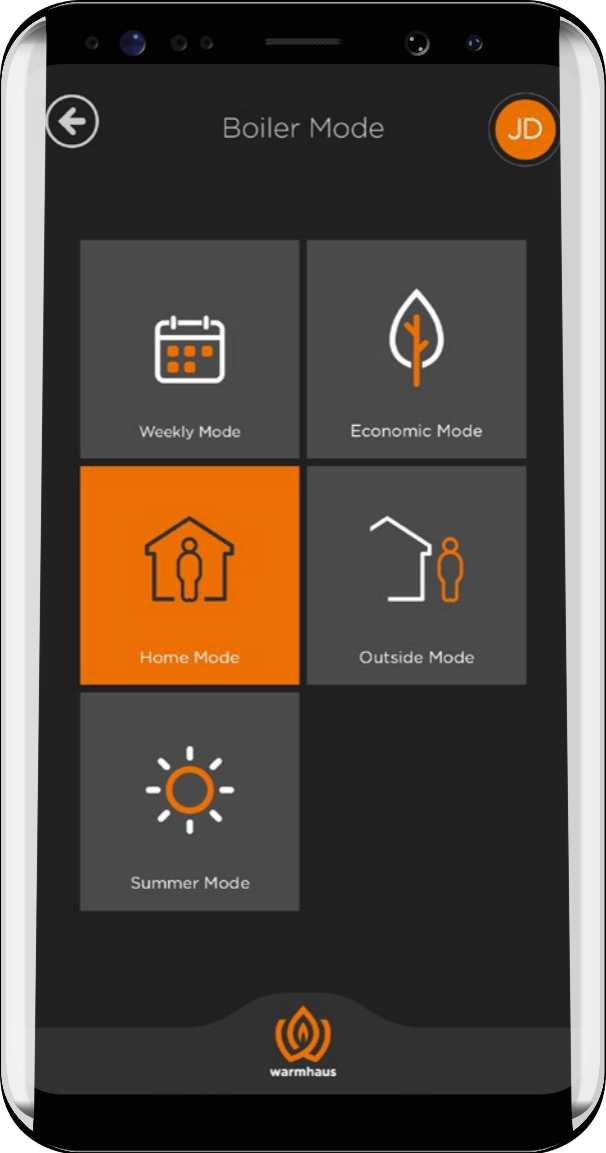 Boiler Mode
JD
Weekly Mode
Economic Mode
Home Mode
Outside Mode
Summer Mode
warmhaus